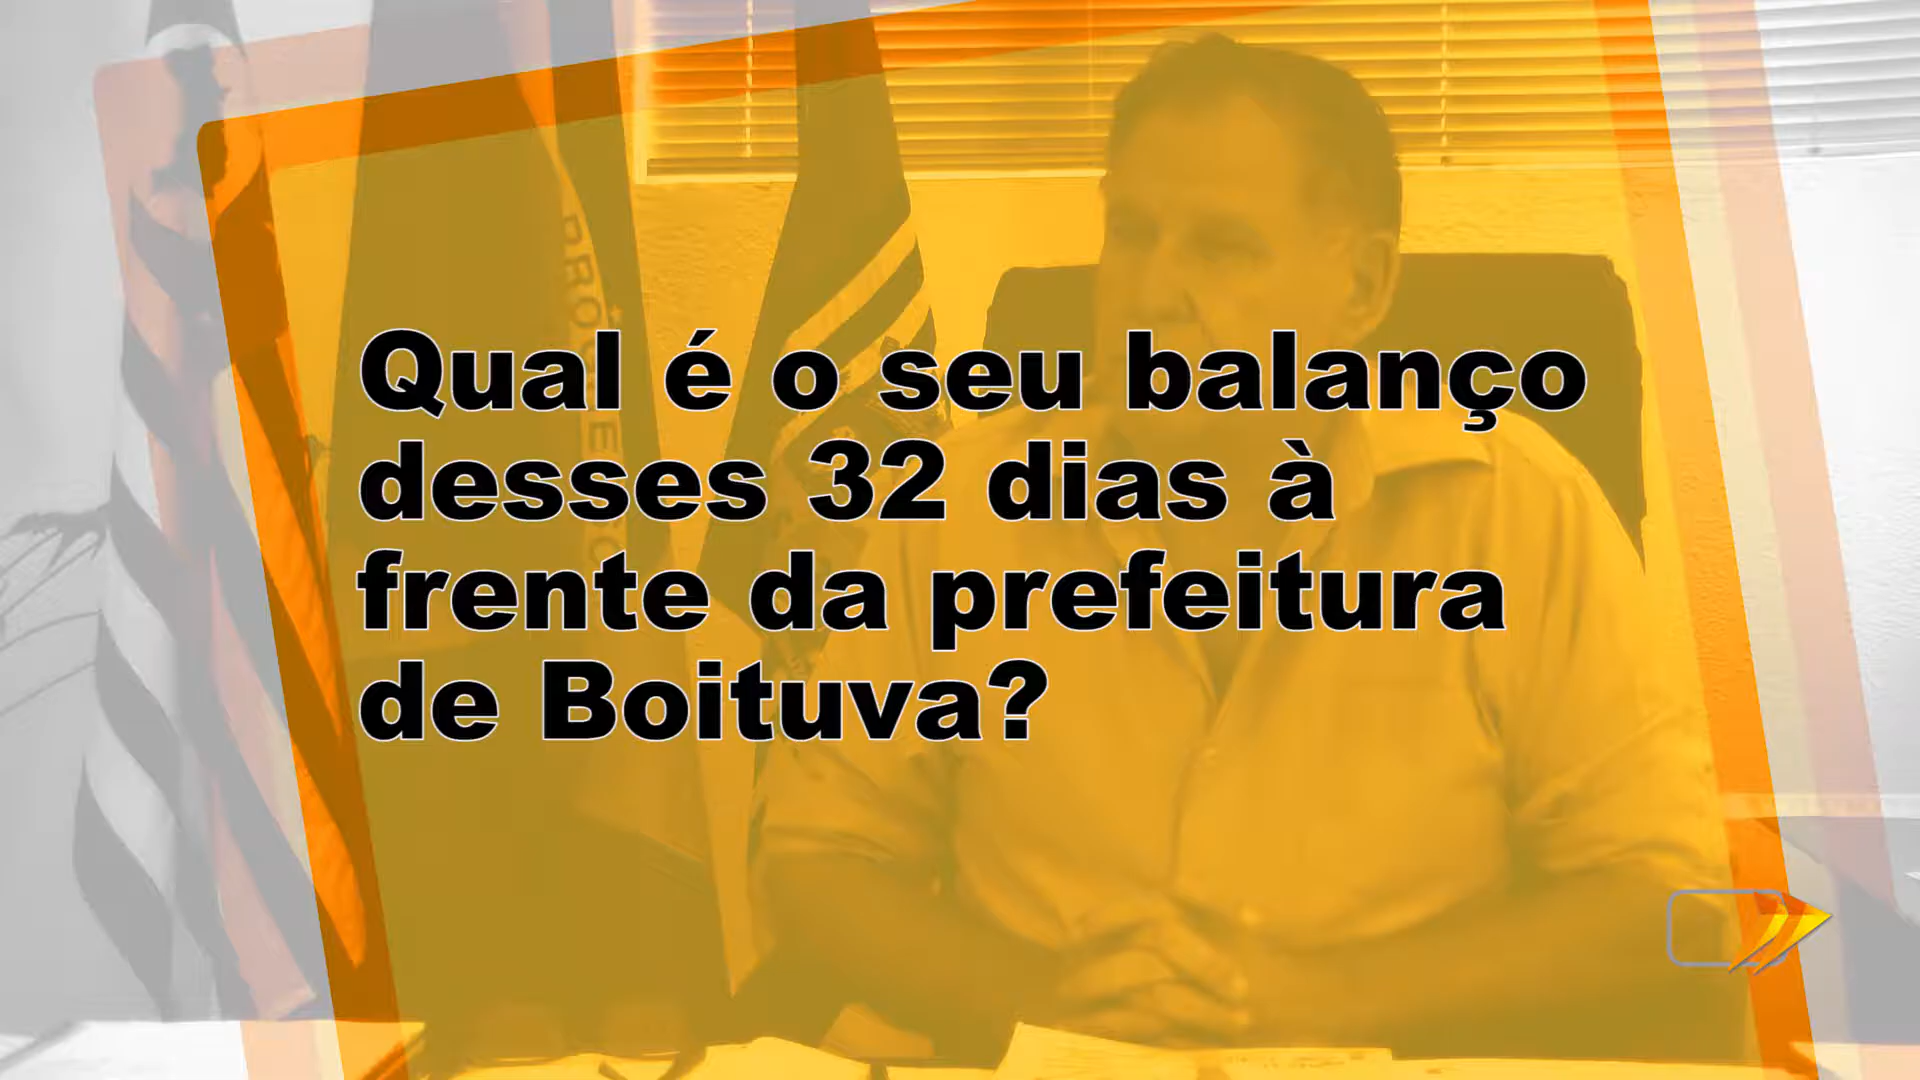 Qual é o seu balanço
desses 32 dias à
frente da prefeitura
de Boituva?